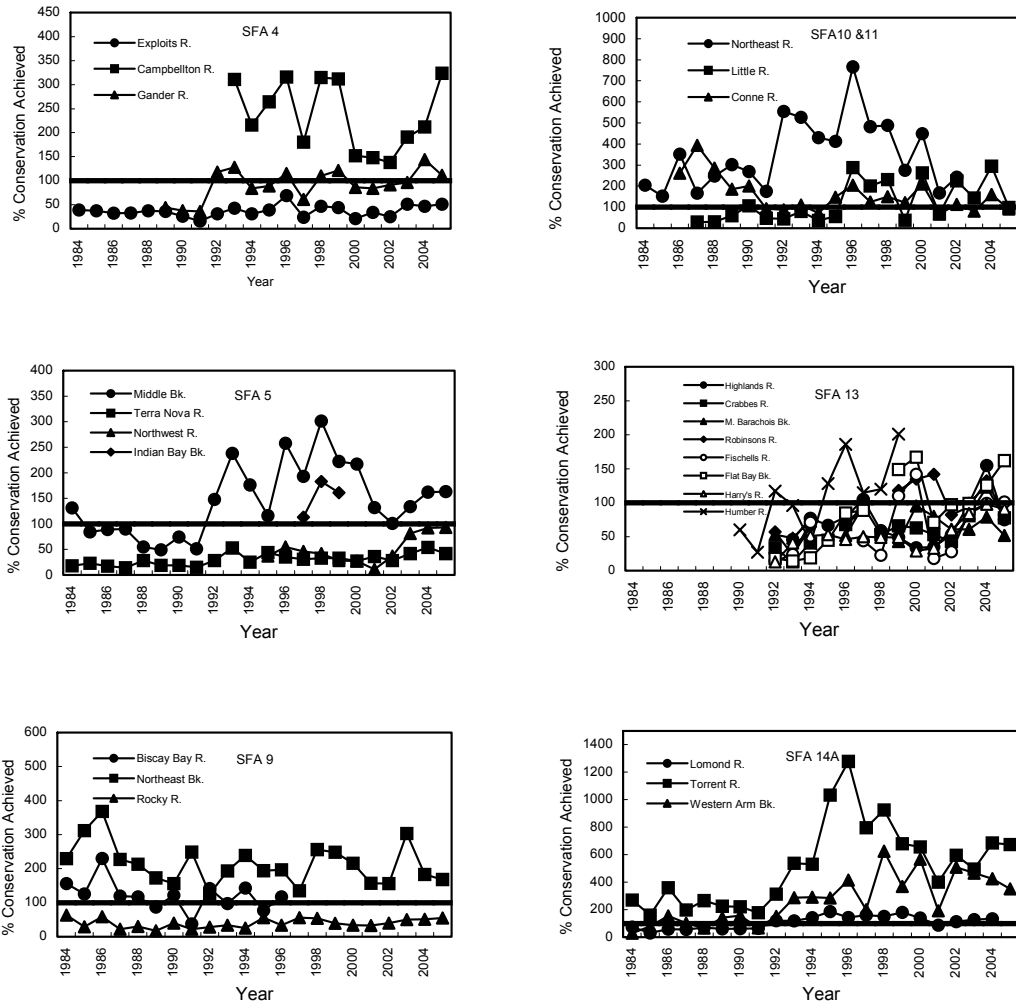 SFA 4
% Conservation Achieved
450
400
350
300
250
200
150
100
50
0
Exploits R.
Campbellton R.
Gander R.
1984
1986
1988
1990
1992
1994
1996
1998
2000
2002
2004
Year
SFA10 &11
% Conservation Achieved
1000
900
800
700
600
500
400
300
200
100
0
Northeast R.
Little R.
Conne R.
1984
1986
1988
1990
1992
1994
1996
1998
2000
2002
2004
Year
SFA 5
% Conservation Achieved
400
350
300
250
200
150
100
50
0
Middle Bk.
Terra Nova R.
Northwest R.
Indian Bay Bk.
1984
1986
1988
1990
1992
1994
1996
1998
2000
2002
2004
Year
SFA 13
% Conservation Achieved
300
250
200
150
100
50
0
Highlands R.
Crabbes R.
M. Barachois Bk.
Robinsons R.
Fischells R.
Flat Bay Bk.
Harry's R.
Humber R.
1984
1986
1988
1990
1992
1994
1996
1998
2000
2002
2004
Year
SFA 9
% Conservation Achieved
600
500
400
300
200
100
0
Biscay Bay R.
Northeast Bk.
Rocky R.
1984
1986
1988
1990
1992
1994
1996
1998
2000
2002
2004
Year
SFA 14A
% Conservation Achieved
1400
1200
1000
800
600
400
200
0
Lomond R.
Torrent R.
Western Arm Bk.
1984
1986
1988
1990
1992
1994
1996
1998
2000
2002
2004
Year